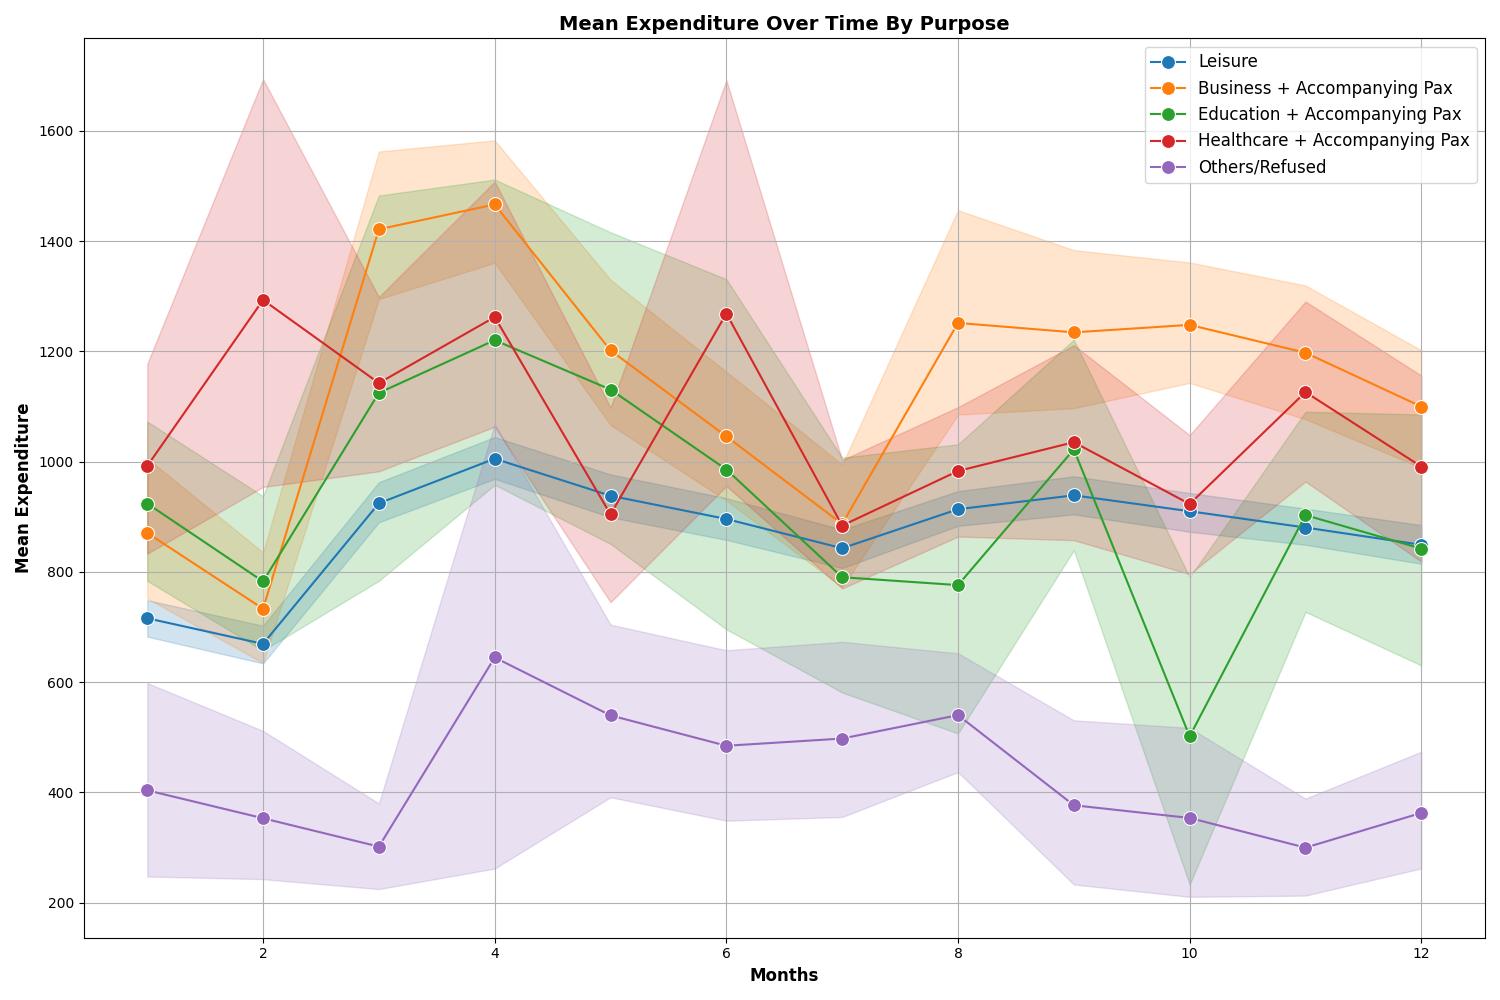 Mean Expenditure Over Time By Purpose
Leisure
Business + Accompanying Pax
Education + Accompanying Pax
Healthcare + Accompanying Pax
Others/Refused
1600
1400
1200
1000
800
600
400
200
Mean Expenditure
2 4 6 8 10 12
Months